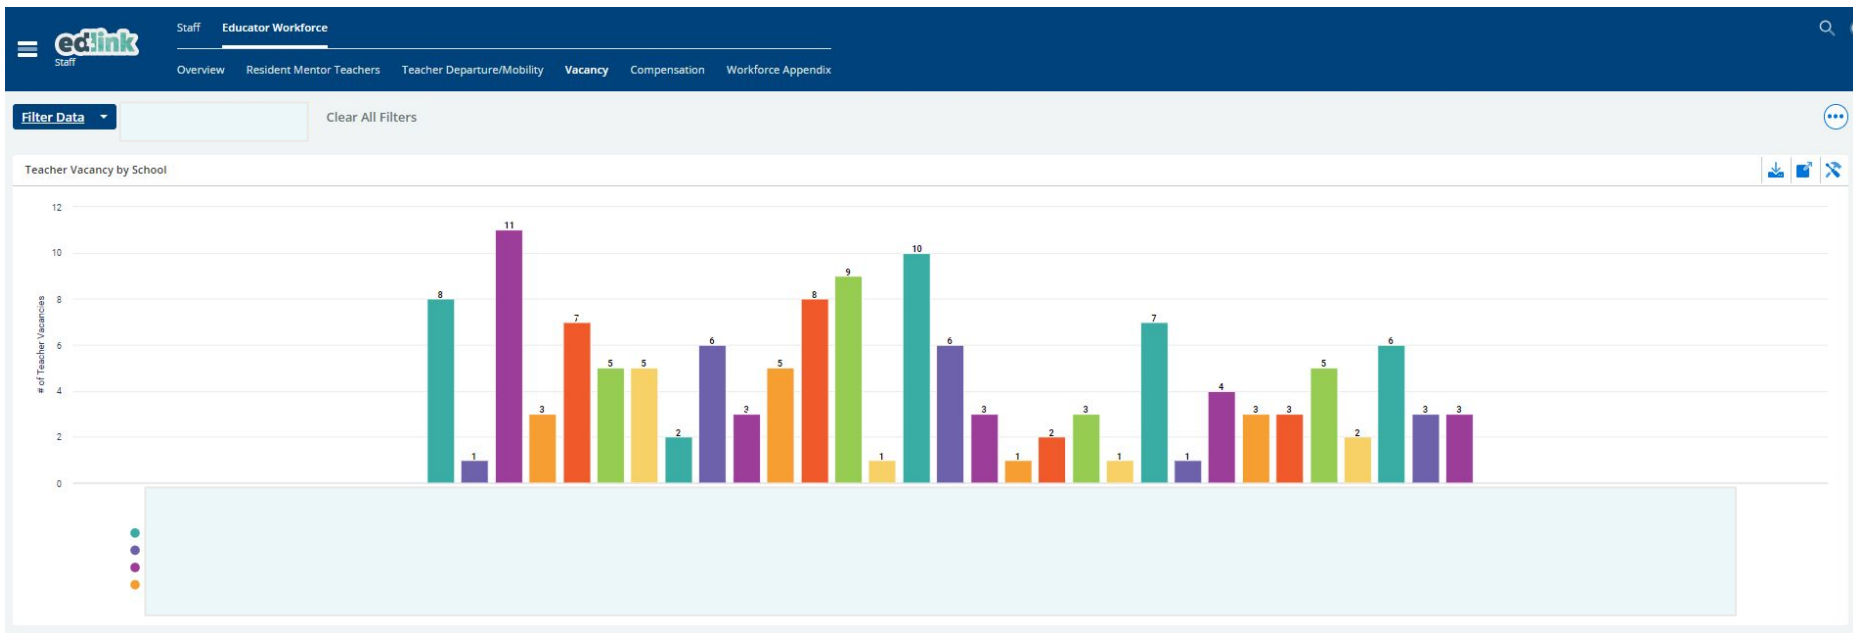 Staff Educator Workforce
ed:link
Staff
Overview Resident Mentor Teachers Teacher Departure/Mobility Vacancy Compensation Workforce Appendix
Filter Data Clear All Filters
Teacher Vacancy by School
# of Teacher Vacancies
12
10
8
6
4
2
0
8 1 11 3 7 5 5 2 6 3 5 8 9 1 10 6 3 1 2 3 1 7 1 4 3 3 5 2 6 3 3